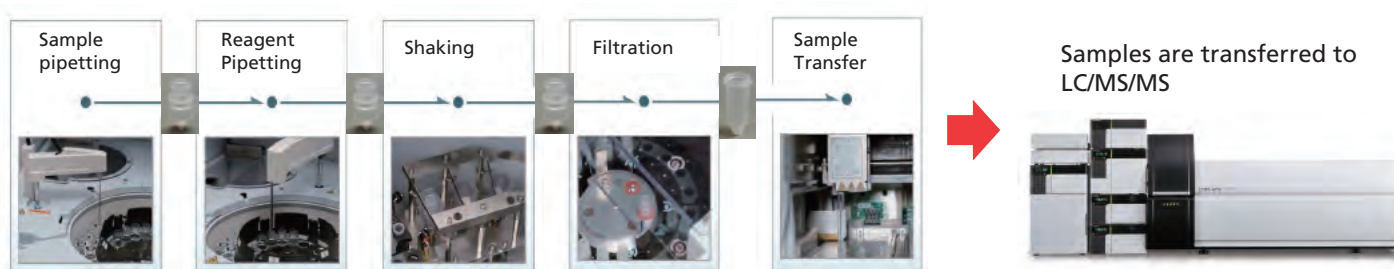 Sample
pipetting
Reagent
Pipetting
Shaking
Filtration
Sample
Transfer
Samples are transferred to
LC/MS/MS